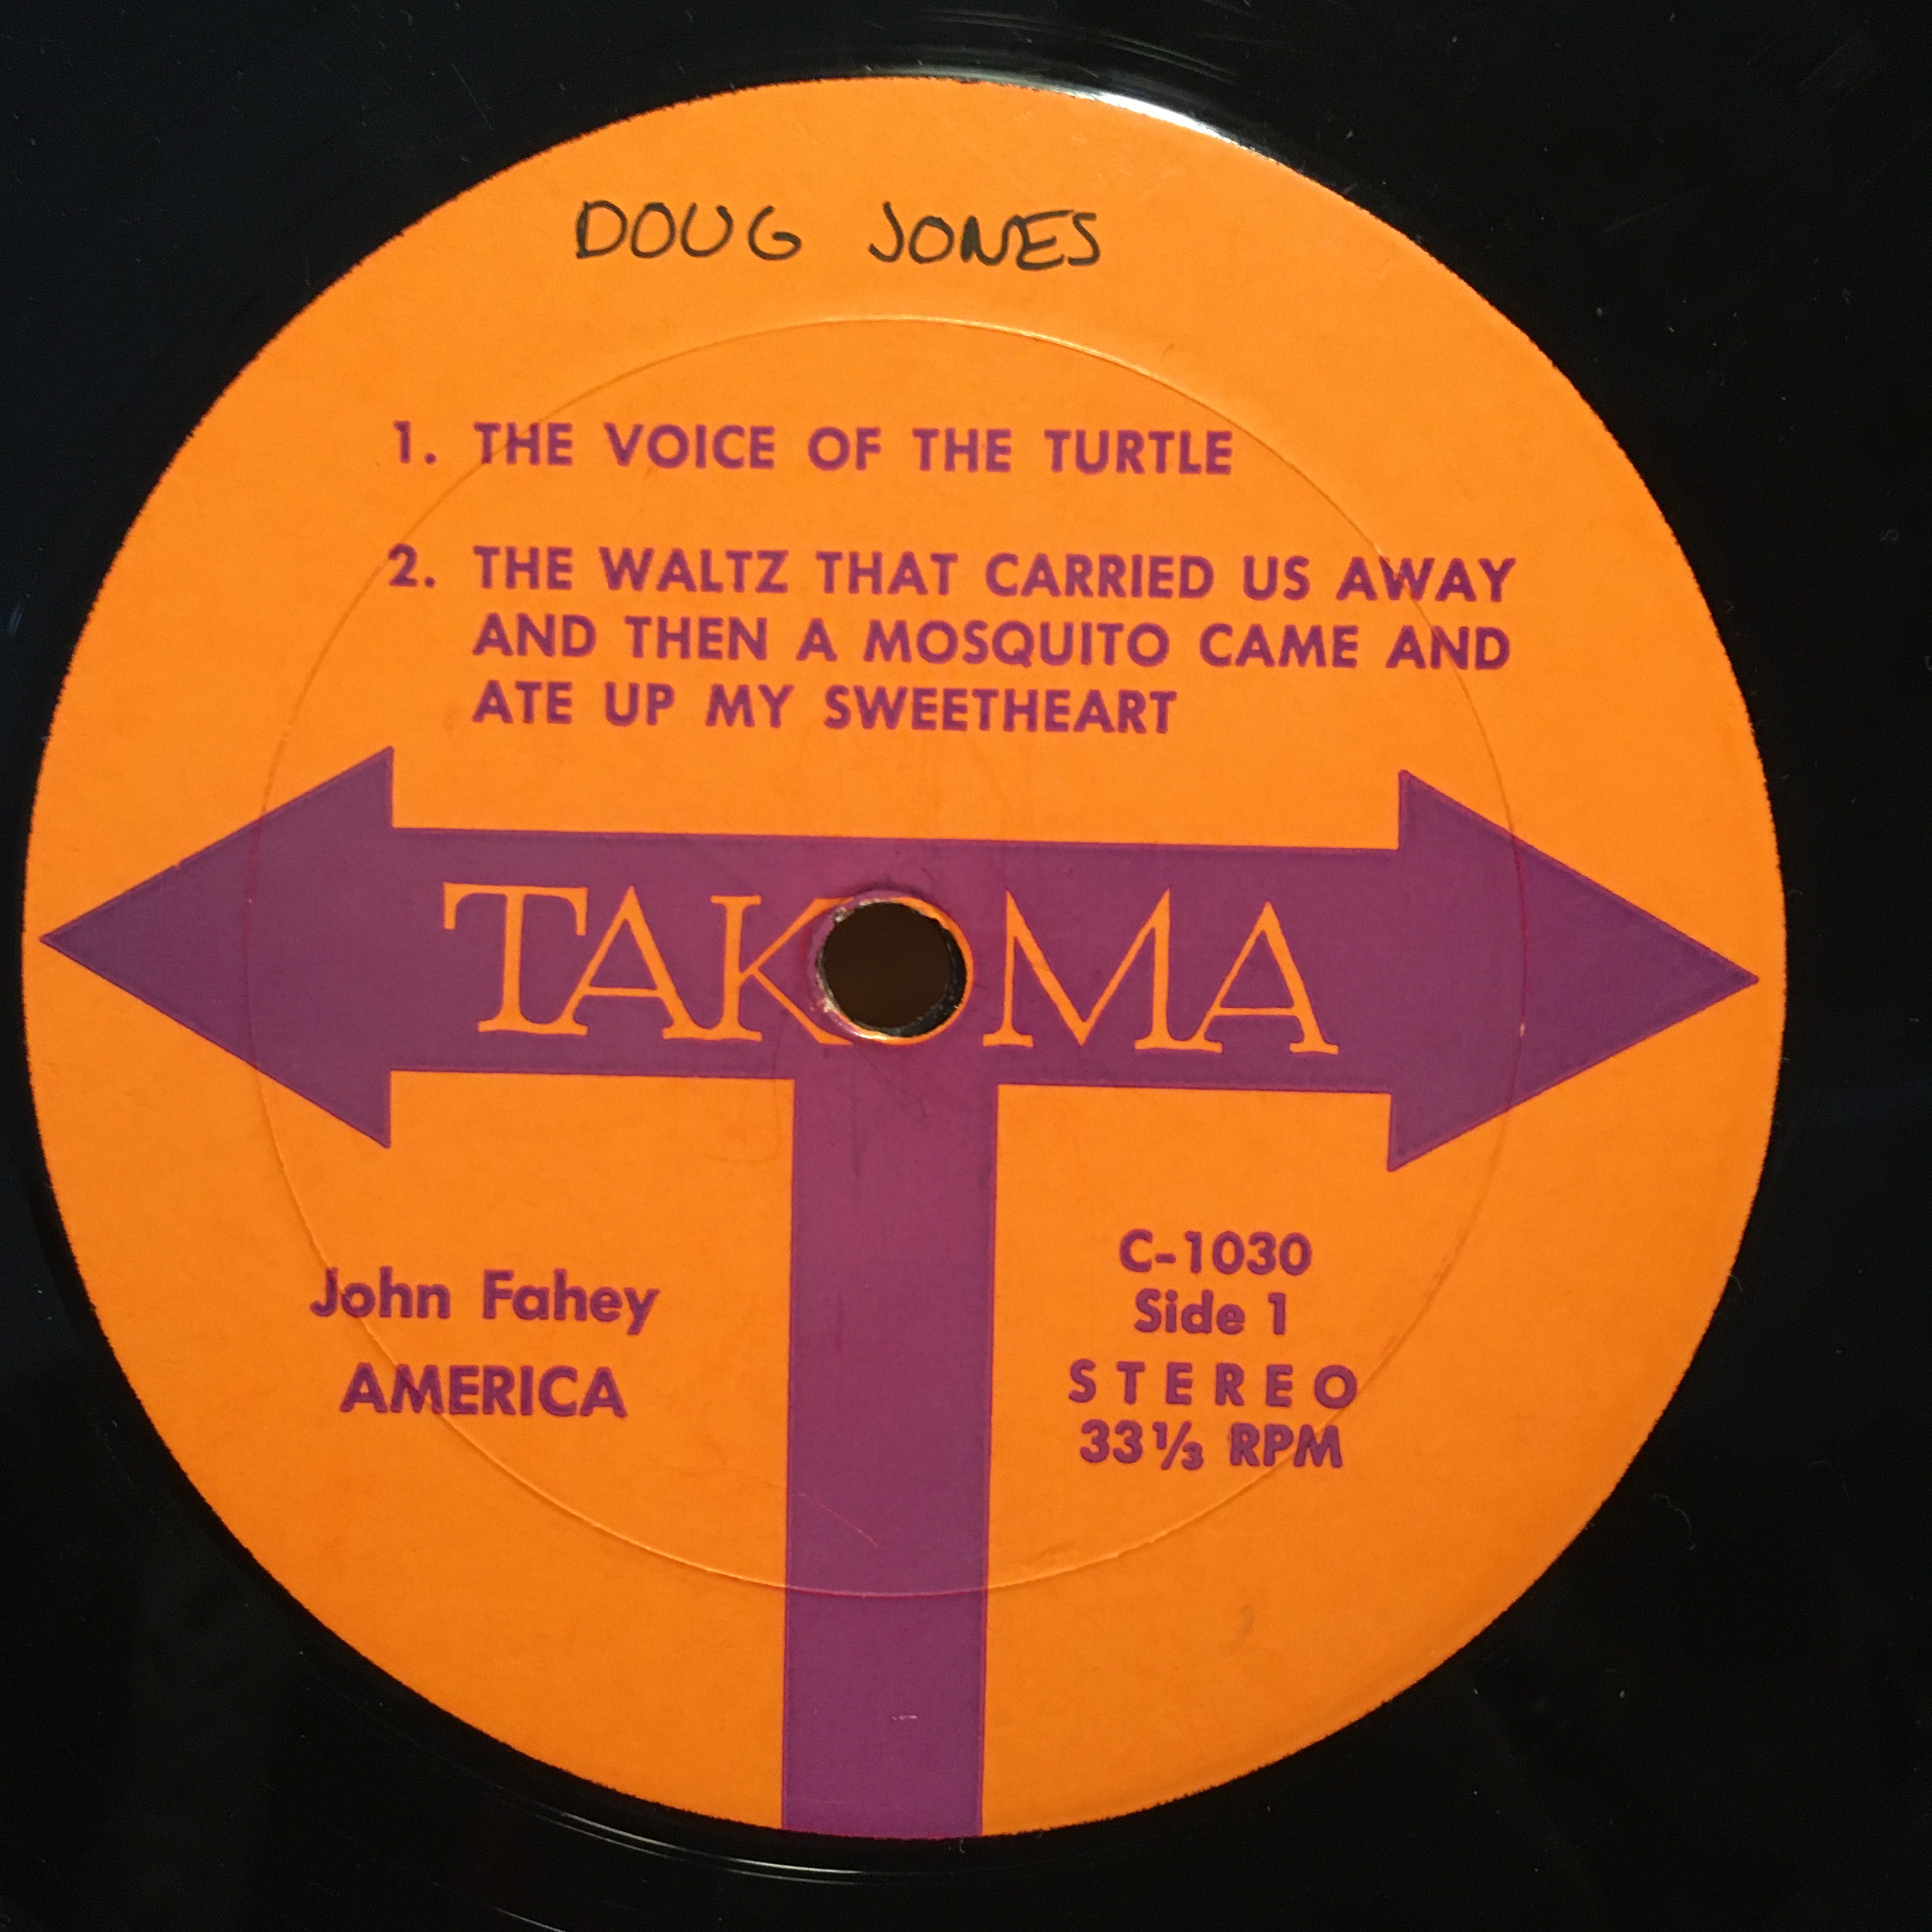 DOUG JONES
1. THE VOICE OF THE TURTLE
2. THE WALTZ THAT CARRIED US AWAY
AND THEN A MOSQUITO CAME AND
ATE UP MY SWEETHEART
TAKOMA
John Fahey
AMERICA
C-1030
Side 1
STEREO
33⅓ RPM